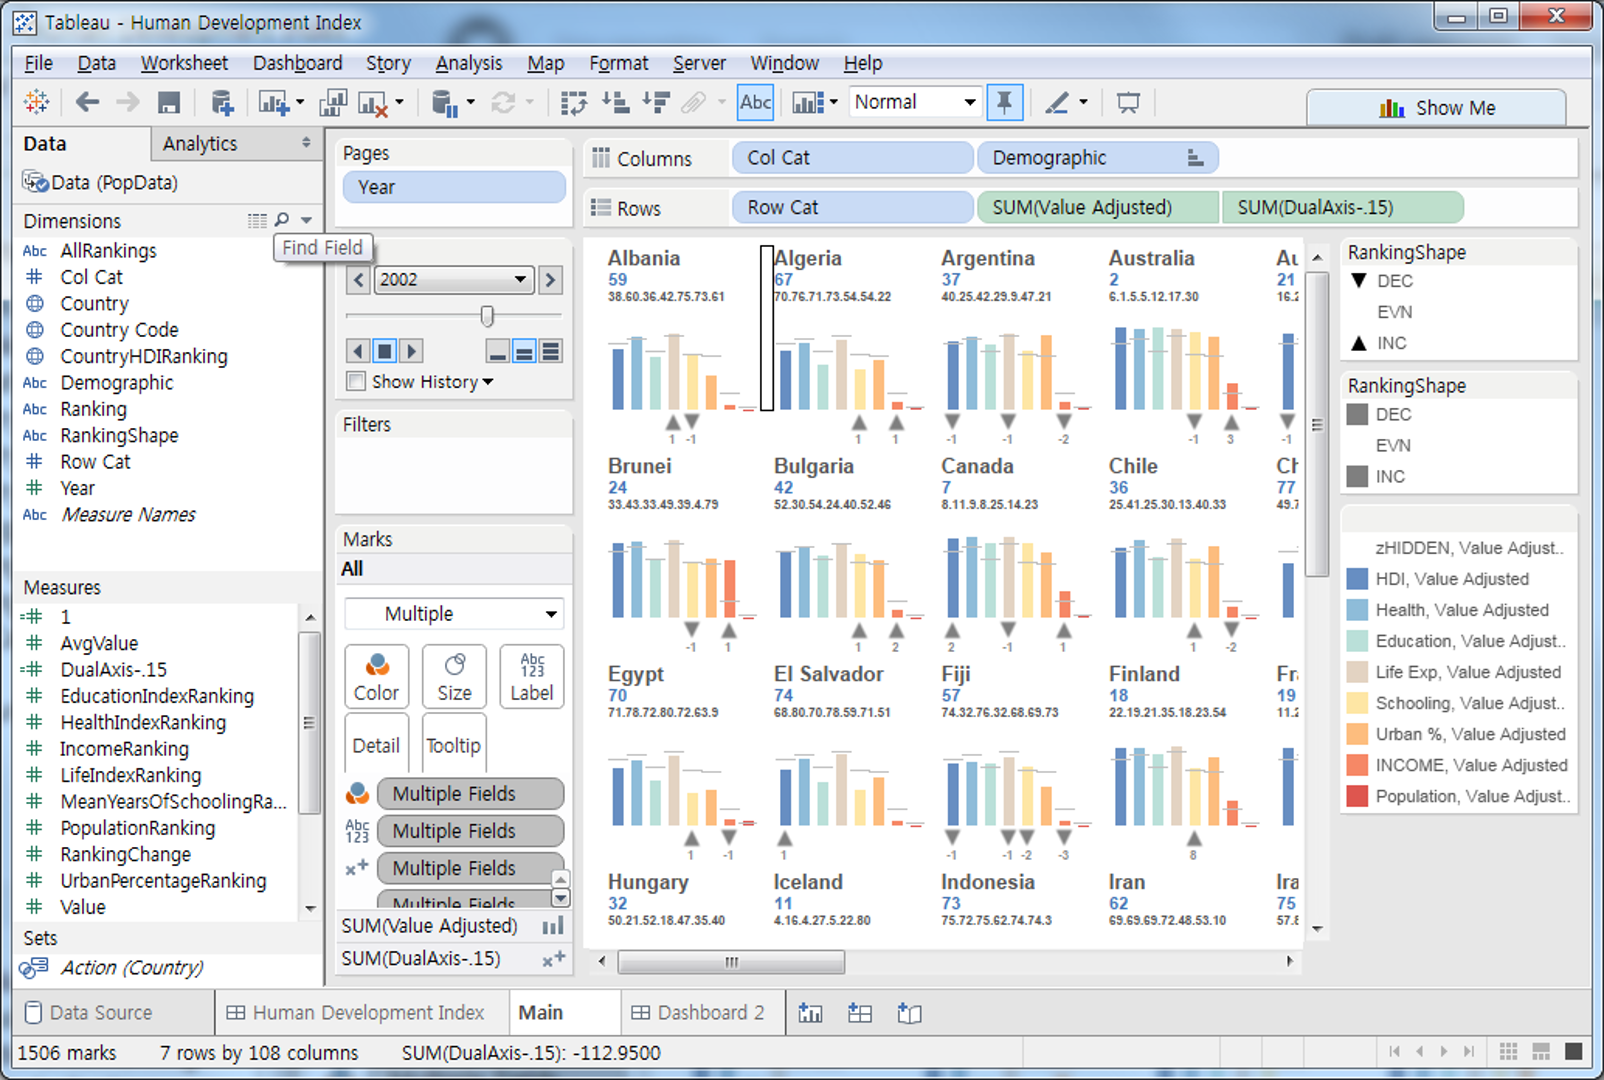 Tableau - Human Development Index
File Data Worksheet Dashboard Story Analysis Map Format Server Window Help
Abc Normal Show Me
Data Analytics
Data (PopData)
Dimensions
Find Field
Abc AllRankings
# Col Cat
Country
Country Code
CountryHDIRanking
Abc Demographic
Abc Ranking
Abc RankingShape
# Row Cat
# Year
Abc Measure Names
Measures
=# 1
# AvgValue
=# DualAxis-.15
# EducationIndexRanking
# HealthIndexRanking
# IncomeRanking
# LifeIndexRanking
# MeanYearsOfSchoolingRa...
# PopulationRanking
# RankingChange
# UrbanPercentageRanking
# Value
Sets
Action (Country)
Pages
Year
2002
Show History
Filters
Marks
All
Multiple
Color Size Abc 123 Label
Detail Tooltip
Multiple Fields
Abc 123 Multiple Fields
Multiple Fields
Multiple Fields
SUM(Value Adjusted)
SUM(DualAxis-.15)
Columns Col Cat Demographic
Rows Row Cat SUM(Value Adjusted) SUM(DualAxis-.15)
Albania Algeria Argentina Australia Au
59 67 37 2 21
38.60.36.42.75.73.61 70.76.71.73.54.54.22 40.25.42.29.9.47.21 6.1.5.5.12.17.30 16.2
1 -1 1 1 -1 -1 -2 -1 3 -1
Brunei Bulgaria Canada Chile Ch
24 42 7 36 77
33.43.33.49.39.4.79 52.30.54.24.40.52.46 8.11.9.8.25.14.23 25.41.25.30.13.40.33 49.7
-1 1 1 2 2 -1 1 1 -2
Egypt El Salvador Fiji Finland Fra
70 74 57 18 19
71.78.72.80.72.63.9 68.80.70.78.59.71.51 74.32.76.32.68.69.73 22.19.21.35.18.23.54 11.2
1 -1 1 -1 -1 -2 -3 8
Hungary Iceland Indonesia Iran Ira
32 11 73 62 75
50.21.52.18.47.35.40 4.16.4.27.5.22.80 75.72.75.62.74.74.3 69.69.69.72.48.53.10 57.8
RankingShape
DEC
EVN
INC
RankingShape
DEC
EVN
INC
zHIDDEN, Value Adjust..
HDI, Value Adjusted
Health, Value Adjusted
Education, Value Adjust..
Life Exp, Value Adjusted
Schooling, Value Adjust..
Urban %, Value Adjusted
INCOME, Value Adjusted
Population, Value Adjust..
Data Source Human Development Index Main Dashboard 2
1506 marks 7 rows by 108 columns SUM(DualAxis-.15): -112.9500